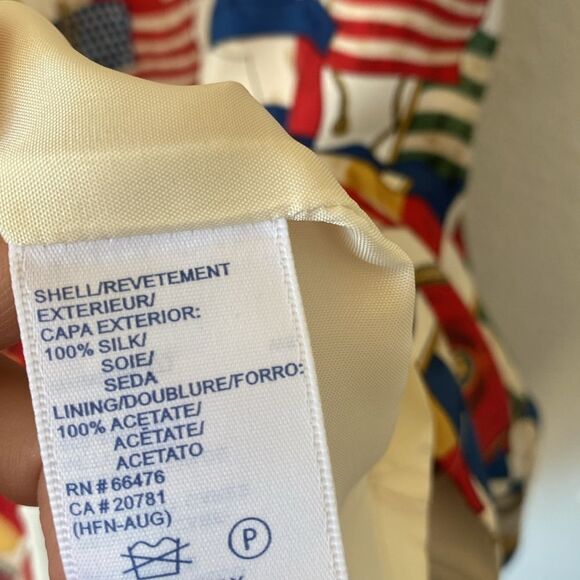 SHELL/REVETEMENT
EXTERIEUR/
CAPA EXTERIOR:
100% SILK/
SOIE/
SEDA
LINING/DOUBLURE/FORRO:
100% ACETATE/
ACÉTATE/
ACETATO
RN # 66476
CA # 20781
(HFN-AUG)
P